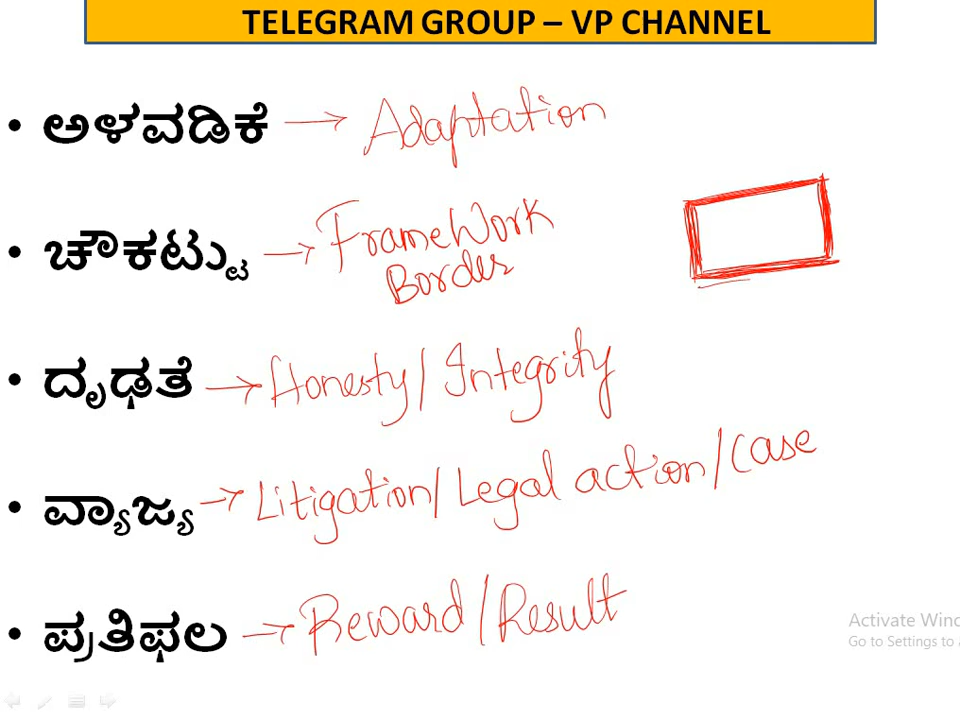 TELEGRAM GROUP – VP CHANNEL
• ಅಳವಡಿಕೆ → Adaptation
• ಚೌಕಟ್ಟು → FrameWork
Border
• ದೃಢತೆ → Honesty/ Integrity
• ವ್ಯಾಜ್ಯ → Litigation/ Legal action/ Case
• ಪ್ರತಿಫಲ → Reward/ Result
Activate Wind
Go to Settings to a